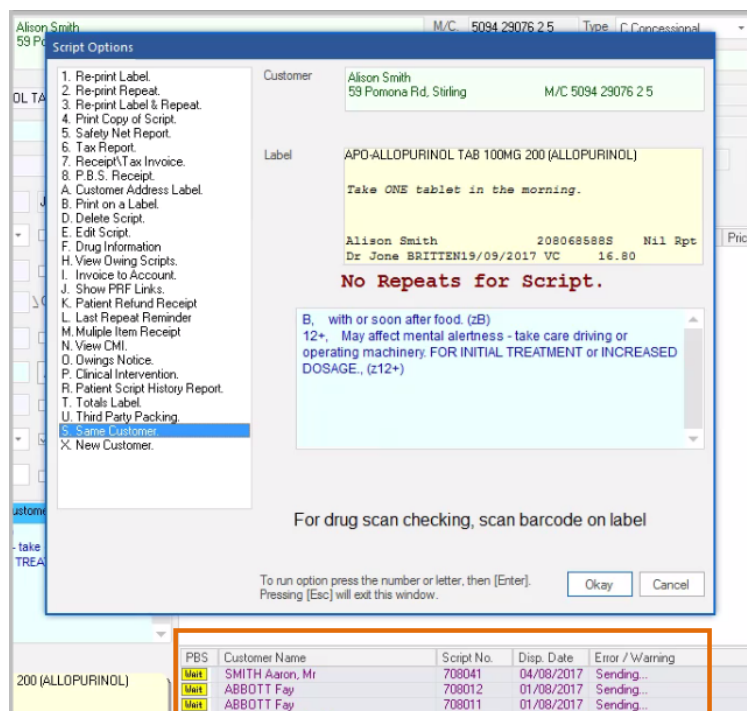 Alison Smith
59 Po
M/C. 5094 29076 2 5 Type C Concessional
Script Options
OL TA
1. Re-print Label.
2. Re-print Repeat.
3. Re-print Label & Repeat.
4. Print Copy of Script.
5. Safety Net Report.
6. Tax Report.
7. Receipt\Tax Invoice.
8. P.B.S. Receipt.
A. Customer Address Label.
B. Print on a Label.
D. Delete Script.
E. Edit Script.
F. Drug Information
H. View Owing Scripts.
I. Invoice to Account.
J. Show PRF Links.
K. Patient Refund Receipt
L. Last Repeat Reminder
M. Muliple Item Receipt
N. View CMI.
O. Owings Notice.
P. Clinical Intervention.
R. Patient Script History Report.
T. Totals Label.
U. Third Party Packing.
S. Same Customer.
X. New Customer.
Customer
Alison Smith
59 Pomona Rd, Stirling M/C 5094 29076 2 5
Label
APO-ALLOPURINOL TAB 100MG 200 (ALLOPURINOL)
Take ONE tablet in the morning.
Alison Smith 208068588S Nil Rpt
Dr Jone BRITTEN19/09/2017 VC 16.80
Pric
No Repeats for Script.
B, with or soon after food. (zB)
12+, May affect mental alertness - take care driving or
operating machinery. FOR INITIAL TREATMENT or INCREASED
DOSAGE., (z12+)
For drug scan checking, scan barcode on label
ustome
- take
TREA
To run option press the number or letter, then [Enter].
Pressing [Esc] will exit this window.
Okay
Cancel
200 (ALLOPURINOL)
PBS Customer Name Script No. Disp. Date Error / Warning
Wait SMITH Aaron, Mr 708041 04/08/2017 Sending...
Wait ABBOTT Fay 708012 01/08/2017 Sending...
Wait ABBOTT Fay 708011 01/08/2017 Sending...